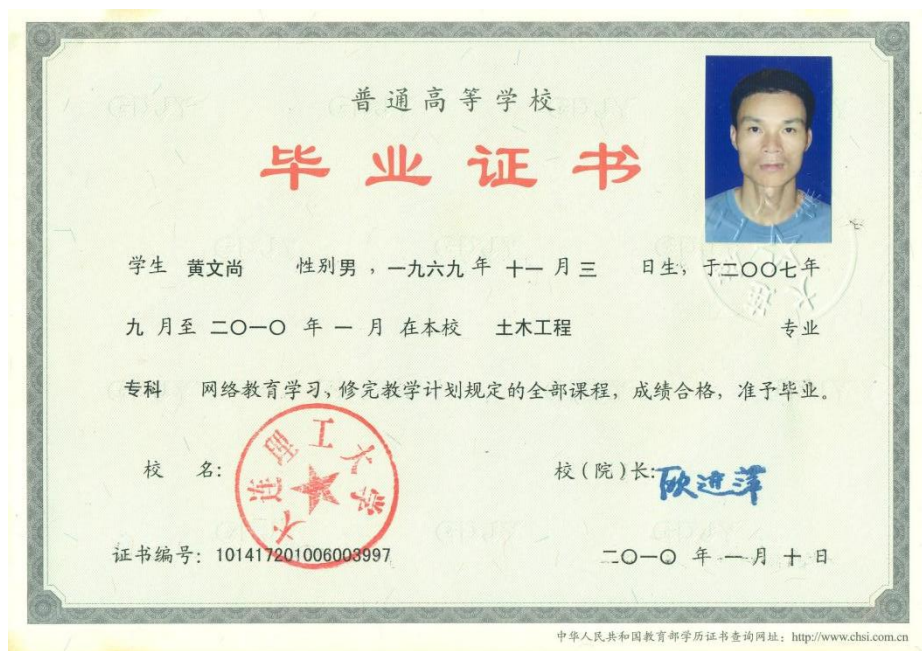 普通高等学校
毕业证书
学生 黄文尚 性别男，一九六九年 十一 月三 日生，于二〇〇七年
九 月至 二〇一〇 年 一 月 在本校 土木工程 专业
专科 网络教育学习、修完教学计划规定的全部课程，成绩合格，准予毕业。
校 名：
大连理工大学
校（院）长：
欧进萍
证书编号：101417201006003997
二〇一〇 年 一 月 十 日
中华人民共和国教育部学历证书查询网址：http://www.chsi.com.cn